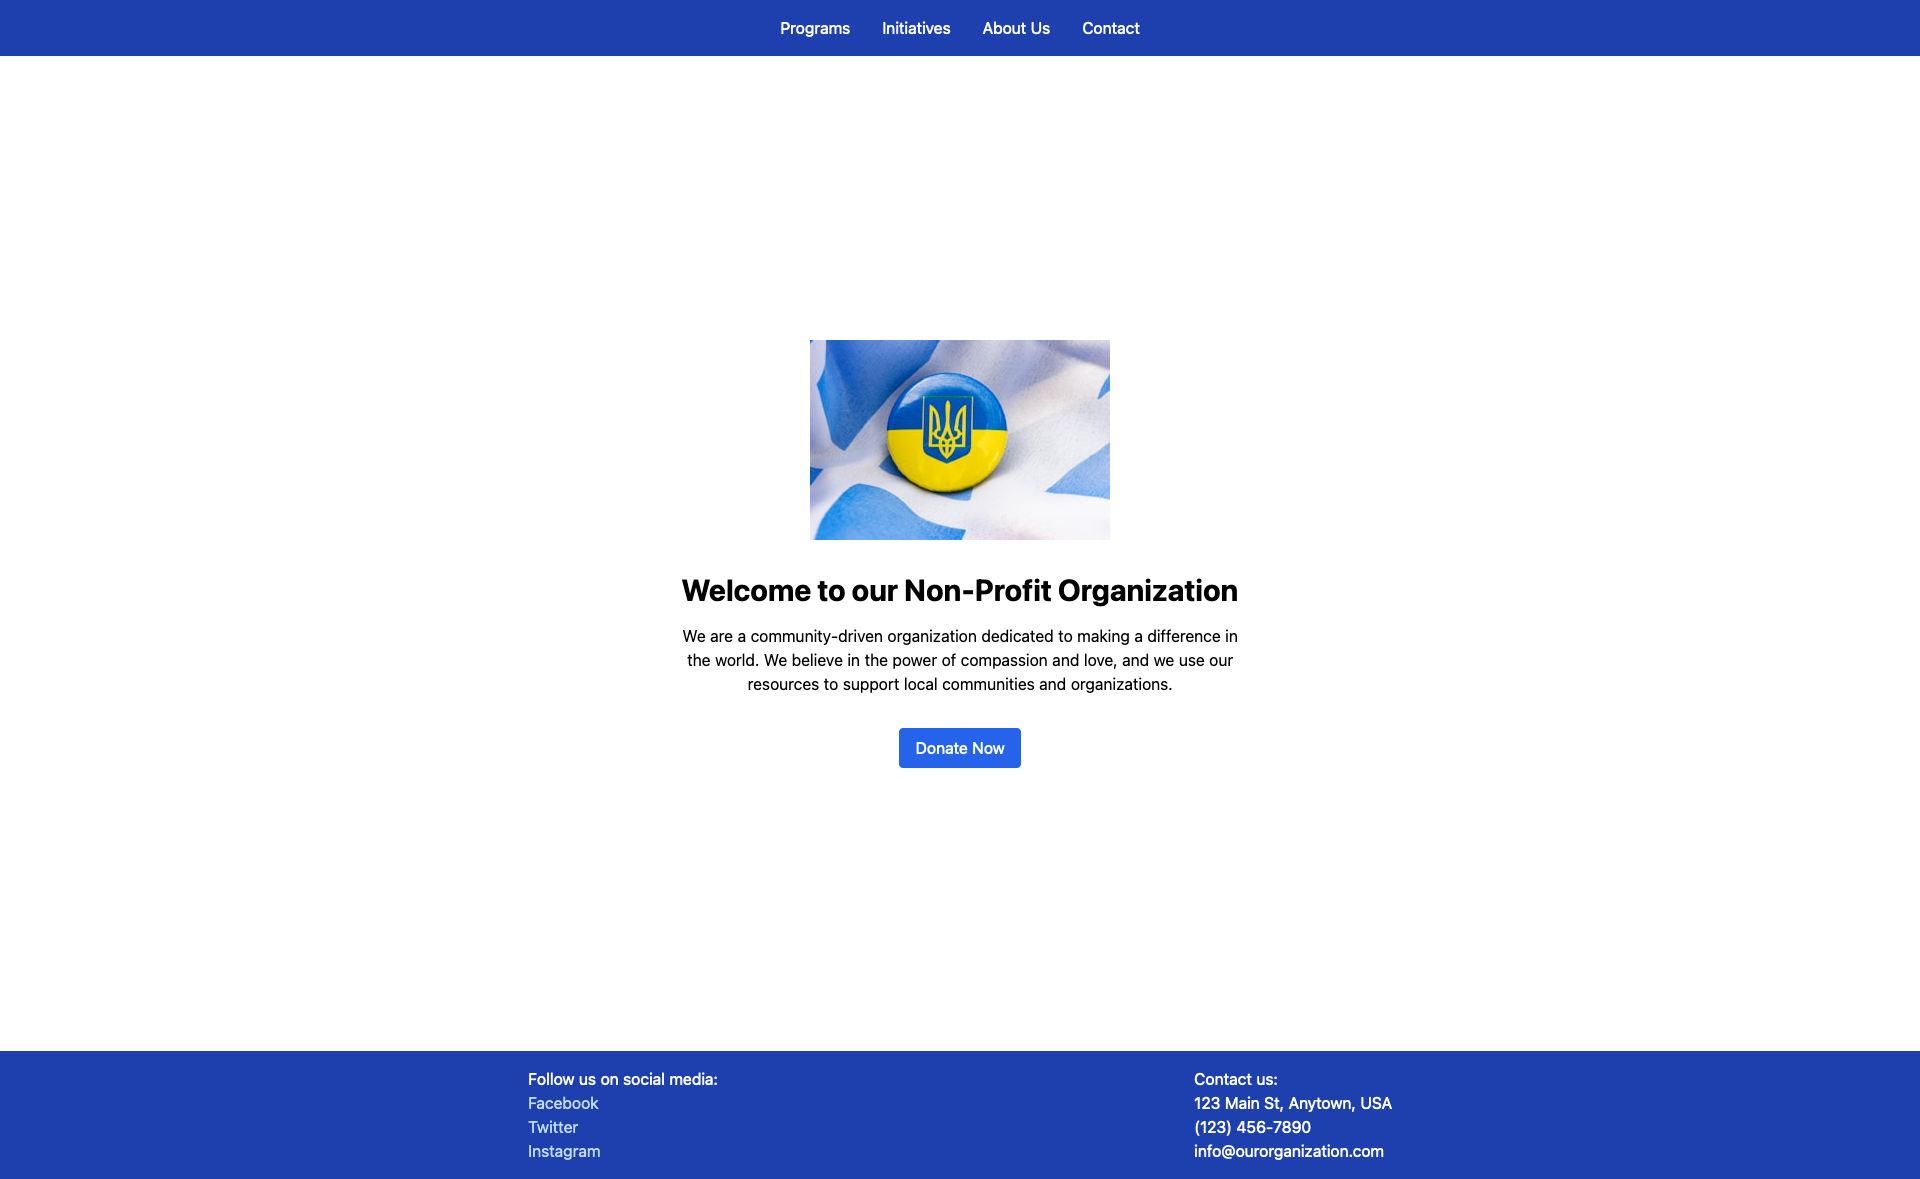 Programs Initiatives About Us Contact
Welcome to our Non-Profit Organization
We are a community-driven organization dedicated to making a difference in
the world. We believe in the power of compassion and love, and we use our
resources to support local communities and organizations.
Donate Now
Follow us on social media:
Facebook
Twitter
Instagram
Contact us:
123 Main St, Anytown, USA
(123) 456-7890
info@ourorganization.com